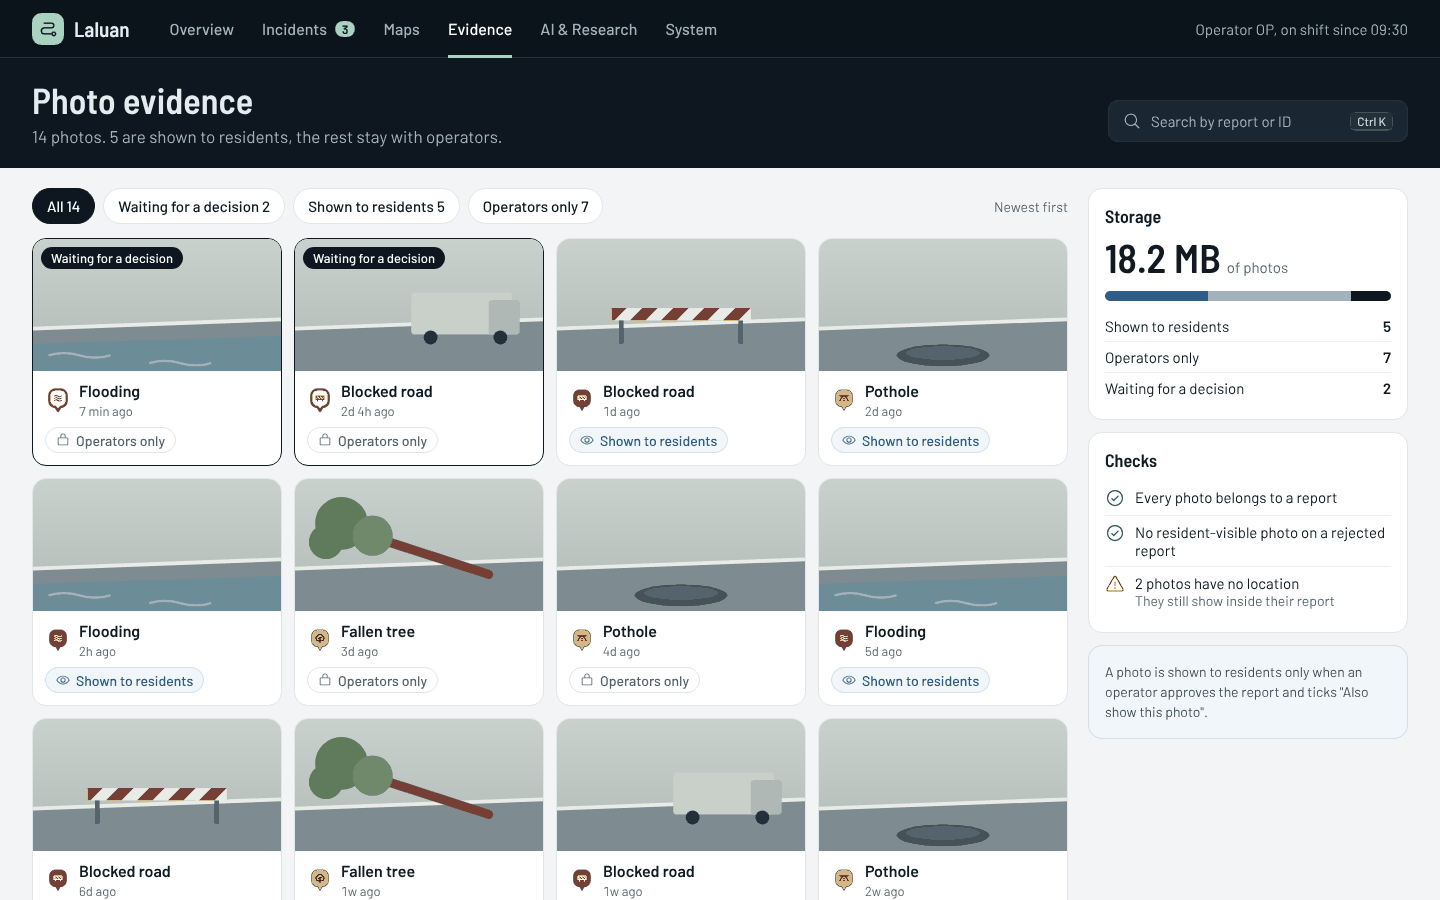 Laluan
Overview
Incidents 3
Maps
Evidence
AI & Research
System
Operator OP, on shift since 09:30
Photo evidence
14 photos. 5 are shown to residents, the rest stay with operators.
Search by report or ID
Ctrl K
All 14
Waiting for a decision 2
Shown to residents 5
Operators only 7
Newest first
Waiting for a decision
Flooding
7 min ago
Operators only
Waiting for a decision
Blocked road
2d 4h ago
Operators only
Blocked road
1d ago
Shown to residents
Pothole
2d ago
Shown to residents
Flooding
2h ago
Shown to residents
Fallen tree
3d ago
Operators only
Pothole
4d ago
Operators only
Flooding
5d ago
Shown to residents
Blocked road
6d ago
Fallen tree
1w ago
Blocked road
1w ago
Pothole
2w ago
Storage
18.2 MB of photos
Shown to residents 5
Operators only 7
Waiting for a decision 2
Checks
Every photo belongs to a report
No resident-visible photo on a rejected
report
2 photos have no location
They still show inside their report
A photo is shown to residents only when an
operator approves the report and ticks "Also
show this photo".